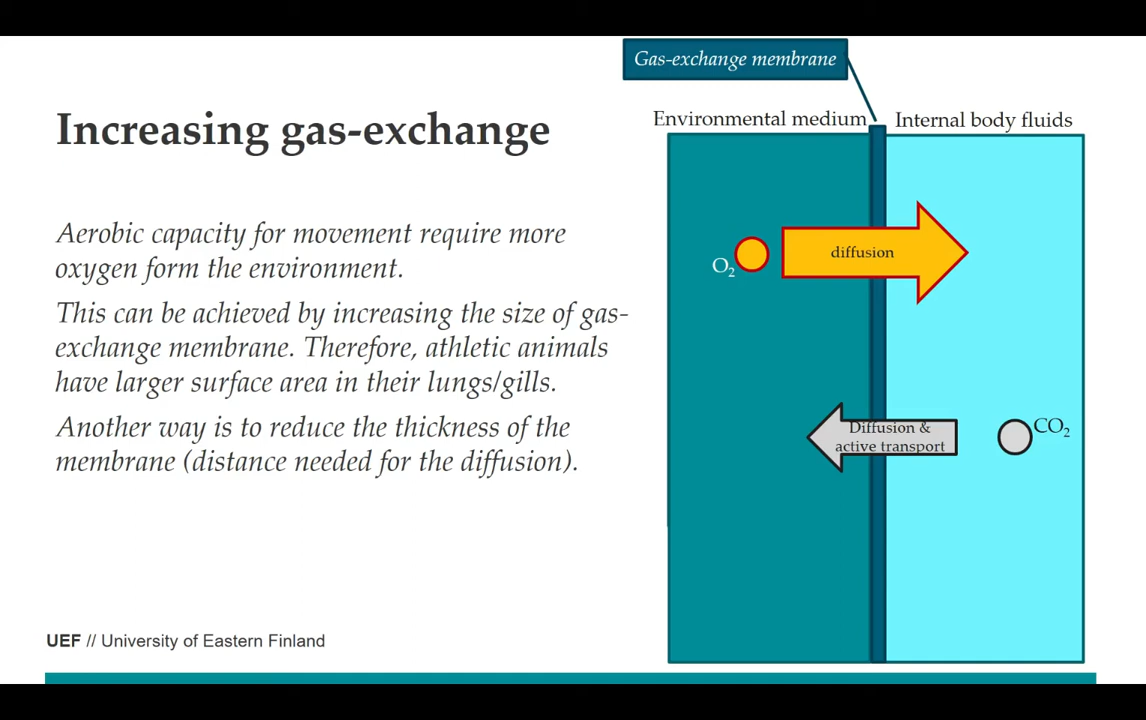 Gas-exchange membrane
Increasing gas-exchange
Environmental medium
Internal body fluids
Aerobic capacity for movement require more
oxygen form the environment.
This can be achieved by increasing the size of gas-
exchange membrane. Therefore, athletic animals
have larger surface area in their lungs/gills.
Another way is to reduce the thickness of the
membrane (distance needed for the diffusion).
O₂
diffusion
Diffusion &
active transport
CO₂
UEF // University of Eastern Finland